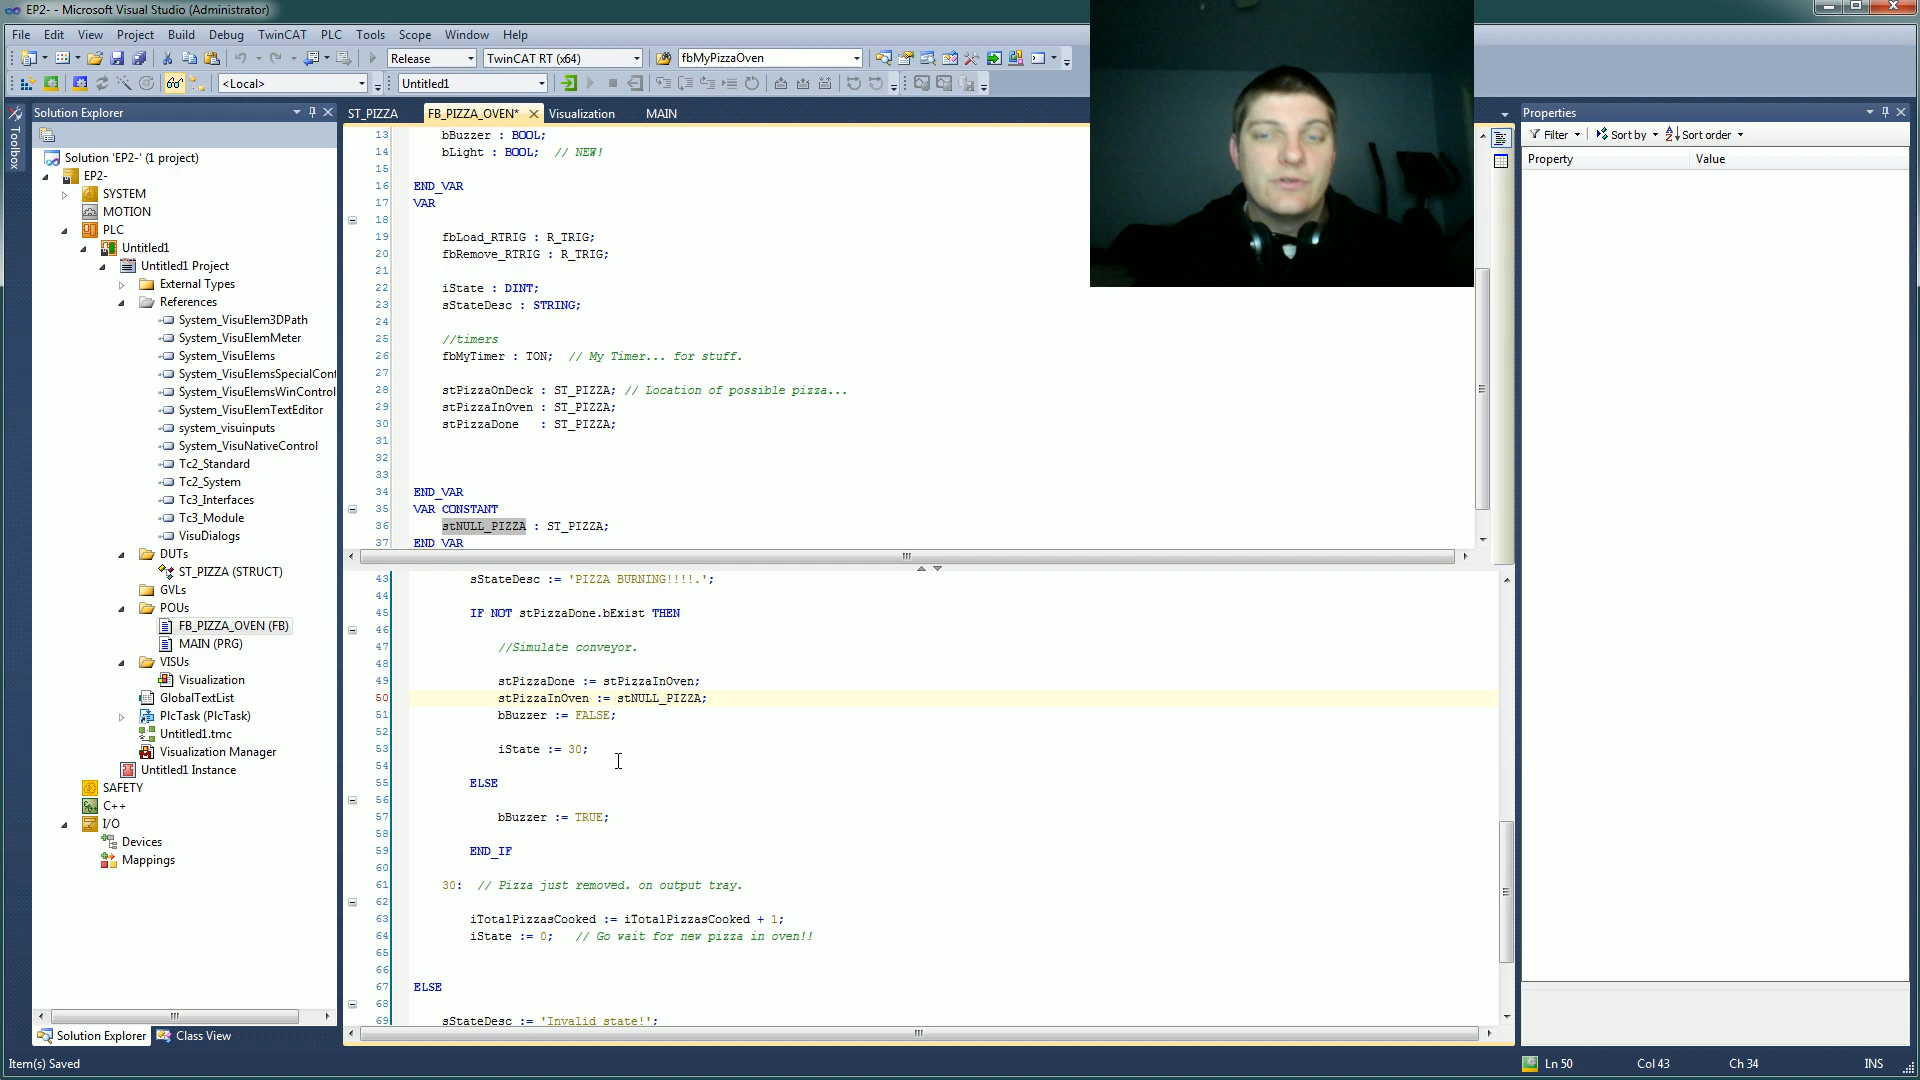 EP2- - Microsoft Visual Studio (Administrator)
File Edit View Project Build Debug TwinCAT PLC Tools Scope Window Help
Release TwinCAT RT (x64) fbMyPizzaOven
<Local> Untitled1
Toolbox
Solution Explorer
Solution 'EP2-' (1 project)
EP2-
SYSTEM
MOTION
PLC
Untitled1
Untitled1 Project
External Types
References
System_VisuElem3DPath
System_VisuElemMeter
System_VisuElems
System_VisuElemsSpecialCont
System_VisuElemsWinControl
System_VisuElemTextEditor
system_visuinputs
System_VisuNativeControl
Tc2_Standard
Tc2_System
Tc3_Interfaces
Tc3_Module
VisuDialogs
DUTs
ST_PIZZA (STRUCT)
GVLs
POUs
FB_PIZZA_OVEN (FB)
MAIN (PRG)
VISUs
Visualization
GlobalTextList
PlcTask (PlcTask)
Untitled1.tmc
Visualization Manager
Untitled1 Instance
SAFETY
C++
I/O
Devices
Mappings
Solution Explorer Class View
ST_PIZZA FB_PIZZA_OVEN* Visualization MAIN
13 bBuzzer : BOOL;
14 bLight : BOOL; // NEW!
15
16 END_VAR
17 VAR
18
19 fbLoad_RTRIG : R_TRIG;
20 fbRemove_RTRIG : R_TRIG;
21
22 iState : DINT;
23 sStateDesc : STRING;
24
25 //timers
26 fbMyTimer : TON; // My Timer... for stuff.
27
28 stPizzaOnDeck : ST_PIZZA; // Location of possible pizza...
29 stPizzaInOven : ST_PIZZA;
30 stPizzaDone : ST_PIZZA;
31
32
33
34 END_VAR
35 VAR CONSTANT
36 stNULL_PIZZA : ST_PIZZA;
37 END_VAR
43 sStateDesc := 'PIZZA BURNING!!!!.';
44
45 IF NOT stPizzaDone.bExist THEN
46
47 //Simulate conveyor.
48
49 stPizzaDone := stPizzaInOven;
50 stPizzaInOven := stNULL_PIZZA;
51 bBuzzer := FALSE;
52
53 iState := 30;
54
55 ELSE
56
57 bBuzzer := TRUE;
58
59 END_IF
60
61 30: // Pizza just removed. on output tray.
62
63 iTotalPizzasCooked := iTotalPizzasCooked + 1;
64 iState := 0; // Go wait for new pizza in oven!!
65
66
67 ELSE
68
69 sStateDesc := 'Invalid state!';
Properties
Filter Sort by Sort order
Property Value
Item(s) Saved Ln 50 Col 43 Ch 34 INS